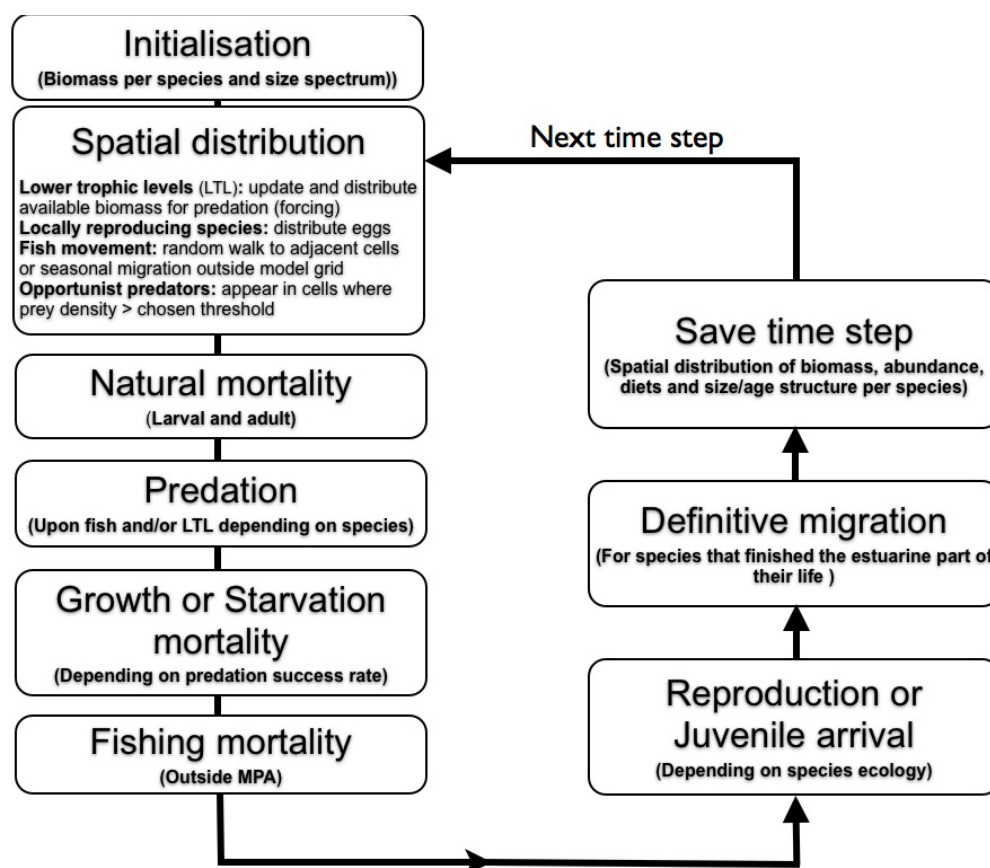 Initialisation
(Biomass per species and size spectrum))
Spatial distribution
Lower trophic levels (LTL): update and distribute
available biomass for predation (forcing)
Locally reproducing species: distribute eggs
Fish movement: random walk to adjacent cells
or seasonal migration outside model grid
Opportunist predators: appear in cells where
prey density > chosen threshold
Natural mortality
(Larval and adult)
Predation
(Upon fish and/or LTL depending on species)
Growth or Starvation
mortality
(Depending on predation success rate)
Fishing mortality
(Outside MPA)
Reproduction or
Juvenile arrival
(Depending on species ecology)
Definitive migration
(For species that finished the estuarine part of
their life )
Save time step
(Spatial distribution of biomass, abundance,
diets and size/age structure per species)
Next time step